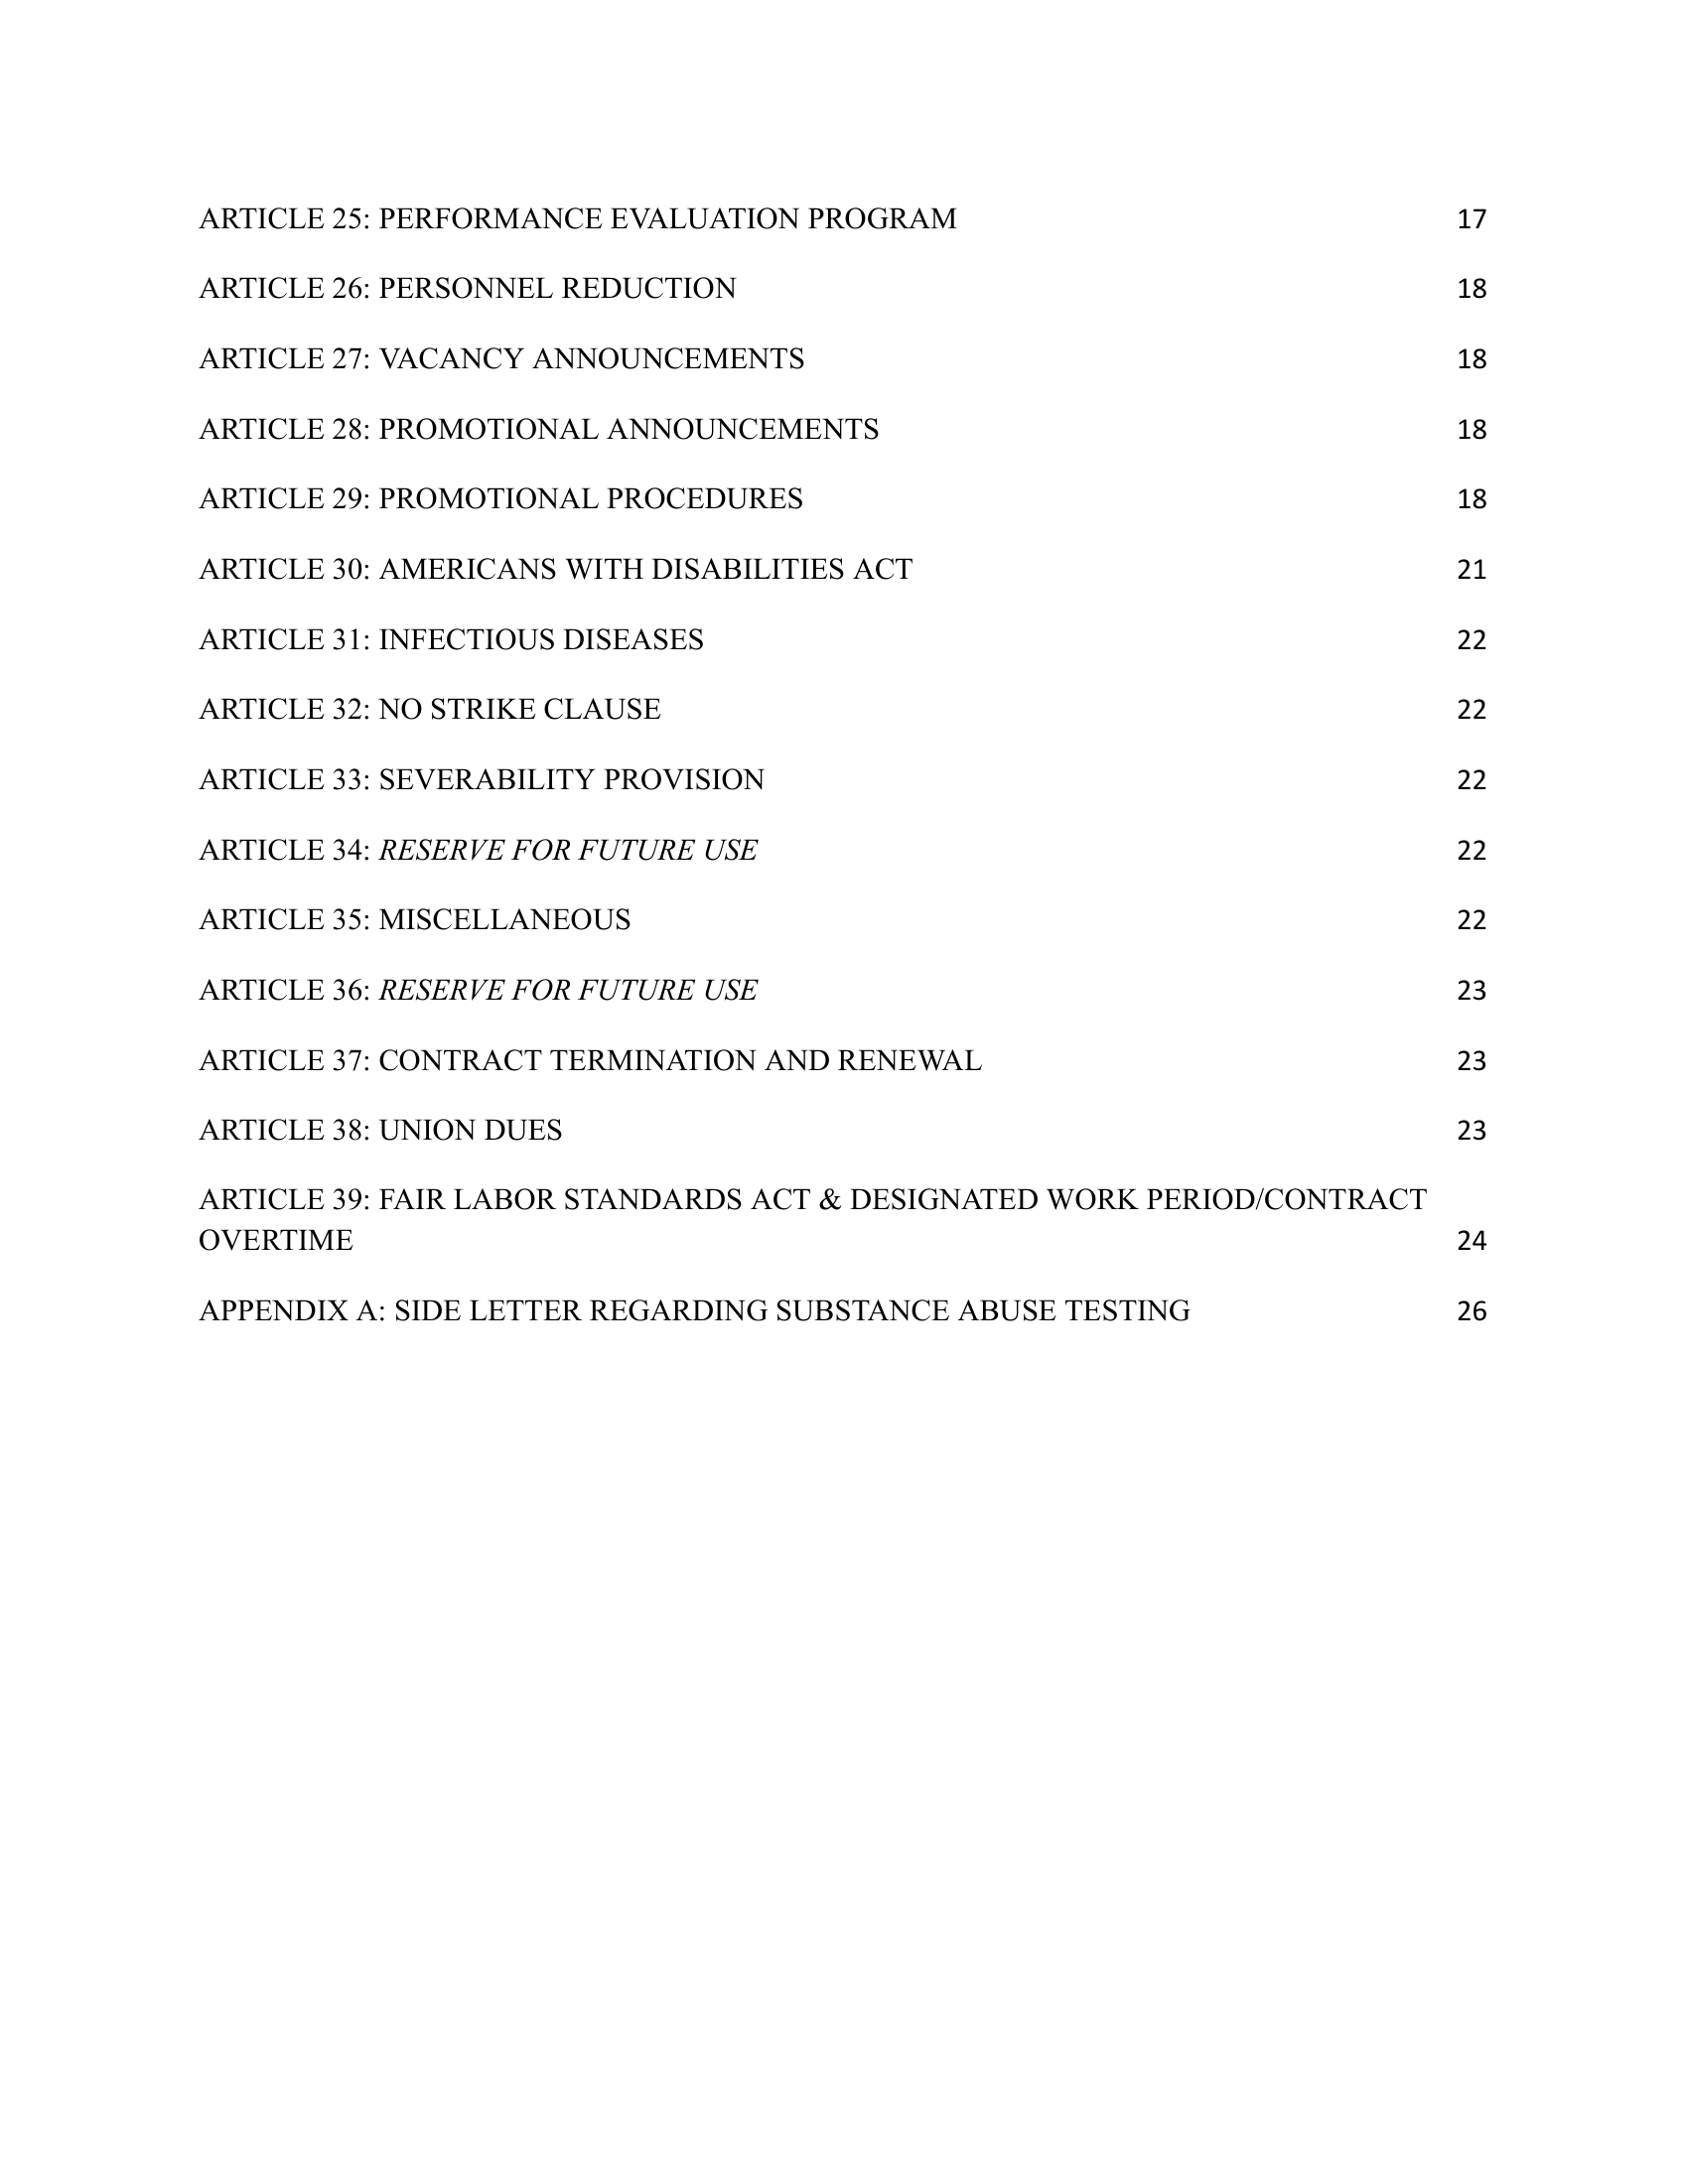 ARTICLE 25: PERFORMANCE EVALUATION PROGRAM 17
ARTICLE 26: PERSONNEL REDUCTION 18
ARTICLE 27: VACANCY ANNOUNCEMENTS 18
ARTICLE 28: PROMOTIONAL ANNOUNCEMENTS 18
ARTICLE 29: PROMOTIONAL PROCEDURES 18
ARTICLE 30: AMERICANS WITH DISABILITIES ACT 21
ARTICLE 31: INFECTIOUS DISEASES 22
ARTICLE 32: NO STRIKE CLAUSE 22
ARTICLE 33: SEVERABILITY PROVISION 22
ARTICLE 34: RESERVE FOR FUTURE USE 22
ARTICLE 35: MISCELLANEOUS 22
ARTICLE 36: RESERVE FOR FUTURE USE 23
ARTICLE 37: CONTRACT TERMINATION AND RENEWAL 23
ARTICLE 38: UNION DUES 23
ARTICLE 39: FAIR LABOR STANDARDS ACT & DESIGNATED WORK PERIOD/CONTRACT
OVERTIME 24
APPENDIX A: SIDE LETTER REGARDING SUBSTANCE ABUSE TESTING 26